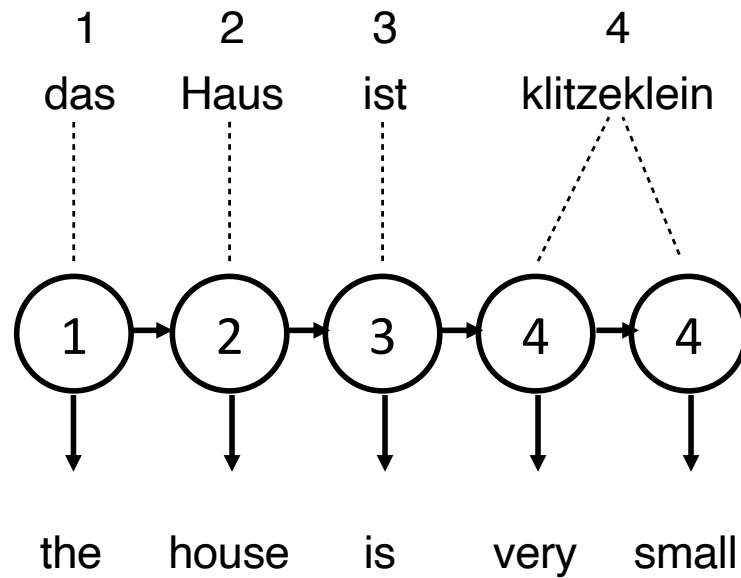 1 2 3 4
das Haus ist klitzeklein
1 2 3 4 4
the house is very small